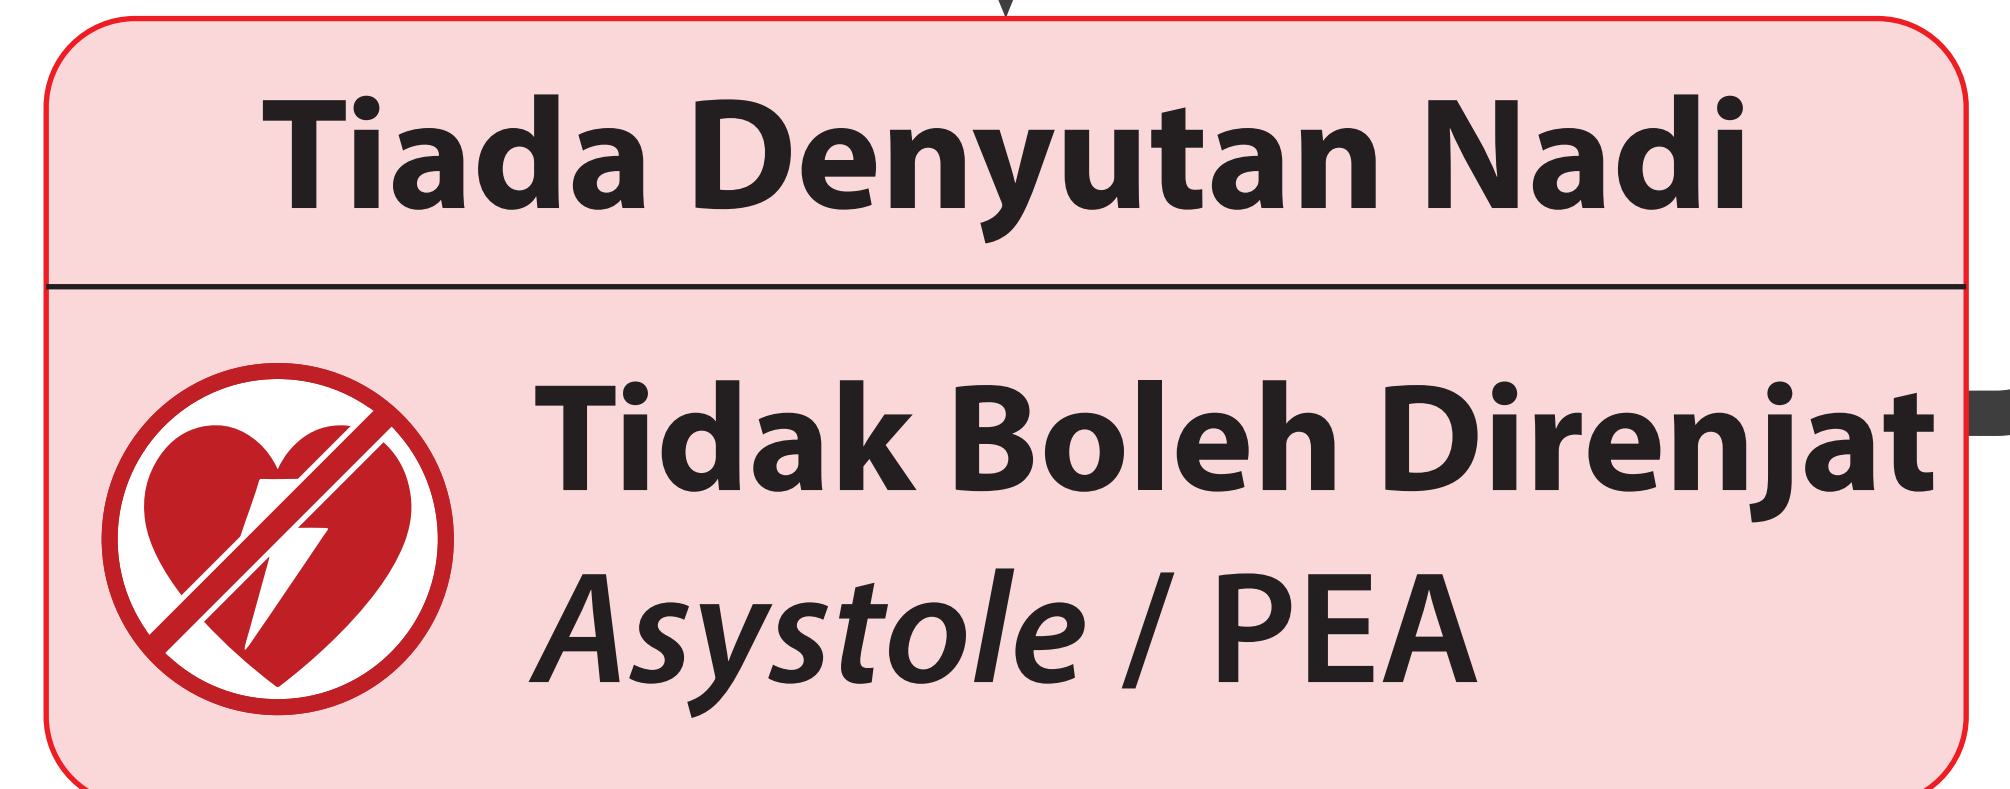 Tiada Denyutan Nadi
Tidak Boleh Direnjat
Asystole / PEA